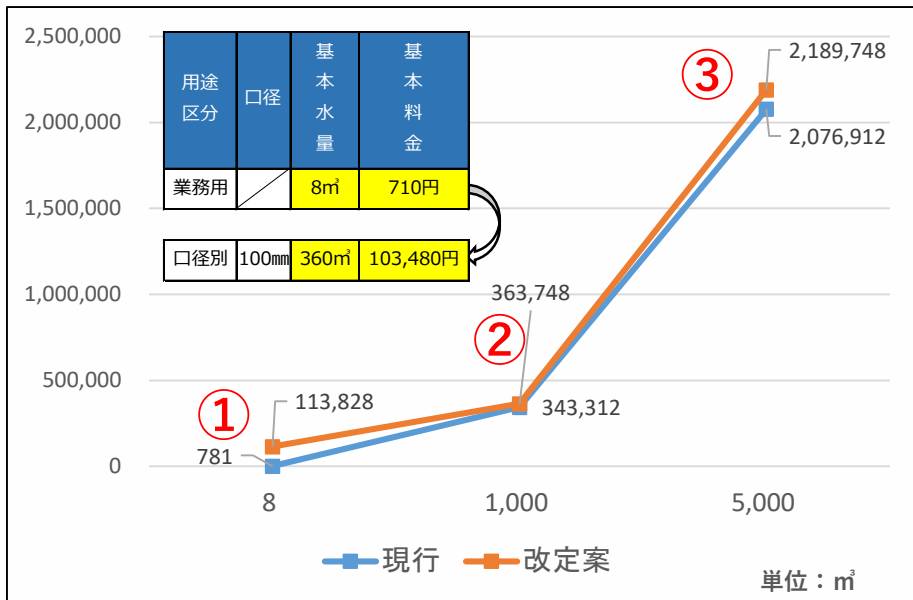 2,500,000
2,000,000
1,500,000
1,000,000
500,000
0
用途区分 口径 基本水量 基本料金
業務用 8㎥ 710円
口径別 100㎜ 360㎥ 103,480円
①
113,828
781
②
363,748
343,312
③
2,189,748
2,076,912
8 1,000 5,000
現行 改定案
単位：㎥